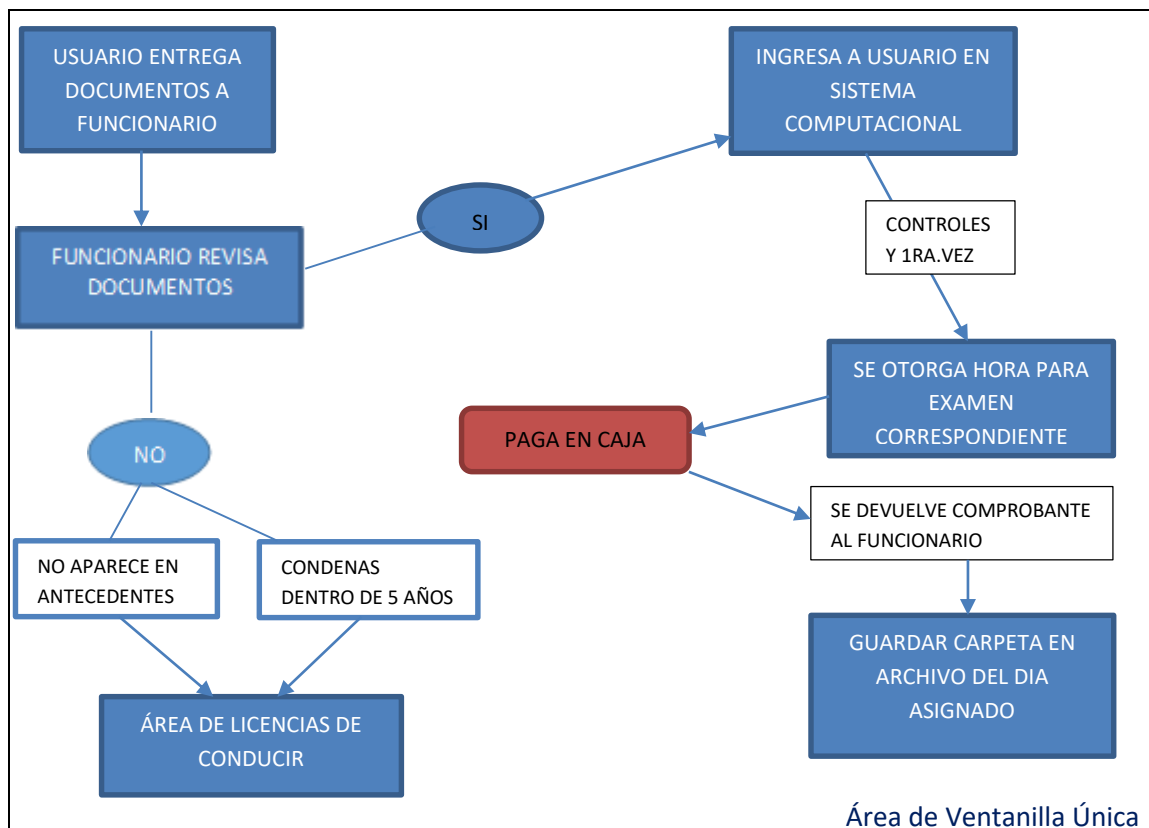 USUARIO ENTREGA
DOCUMENTOS A
FUNCIONARIO
INGRESA A USUARIO EN
SISTEMA
COMPUTACIONAL
SI
CONTROLES
Y 1RA.VEZ
FUNCIONARIO REVISA
DOCUMENTOS
SE OTORGA HORA PARA
EXAMEN
CORRESPONDIENTE
PAGA EN CAJA
NO
SE DEVUELVE COMPROBANTE
AL FUNCIONARIO
NO APARECE EN
ANTECEDENTES
CONDENAS
DENTRO DE 5 AÑOS
GUARDAR CARPETA EN
ARCHIVO DEL DIA
ASIGNADO
ÁREA DE LICENCIAS DE
CONDUCIR
Área de Ventanilla Única